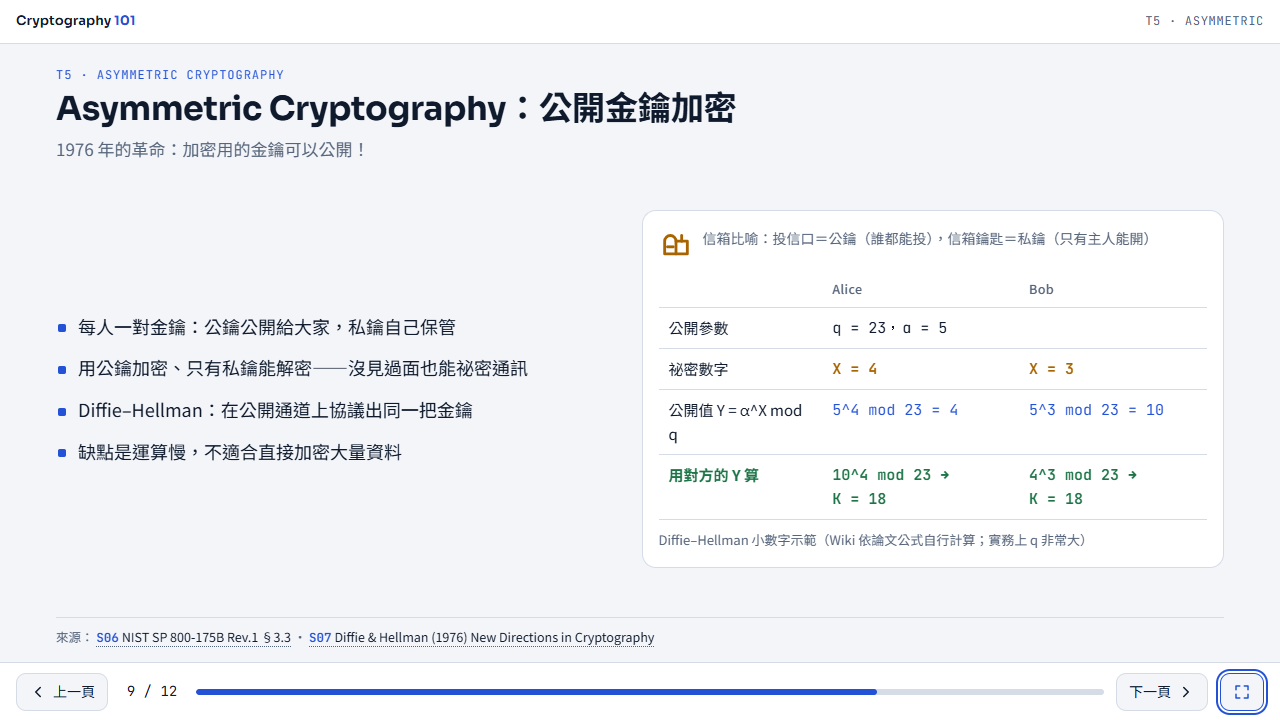 Cryptography 101
T5 · ASYMMETRIC
T5 · ASYMMETRIC CRYPTOGRAPHY
Asymmetric Cryptography：公開金鑰加密
1976 年的革命：加密用的金鑰可以公開！
每人一對金鑰：公鑰公開給大家，私鑰自己保管
用公鑰加密、只有私鑰能解密——沒見過面也能祕密通訊
Diffie–Hellman：在公開通道上協議出同一把金鑰
缺點是運算慢，不適合直接加密大量資料
信箱比喻：投信口＝公鑰（誰都能投），信箱鑰匙＝私鑰（只有主人能開）
Alice Bob
公開參數 q = 23，α = 5
祕密數字 X = 4 X = 3
公開值 Y = α^X mod q 5^4 mod 23 = 4 5^3 mod 23 = 10
用對方的 Y 算 10^4 mod 23 → K = 18 4^3 mod 23 → K = 18
Diffie–Hellman 小數字示範（Wiki 依論文公式自行計算；實務上 q 非常大）
來源： S06 NIST SP 800-175B Rev.1 §3.3 · S07 Diffie & Hellman (1976) New Directions in Cryptography
上一頁 9 / 12 下一頁